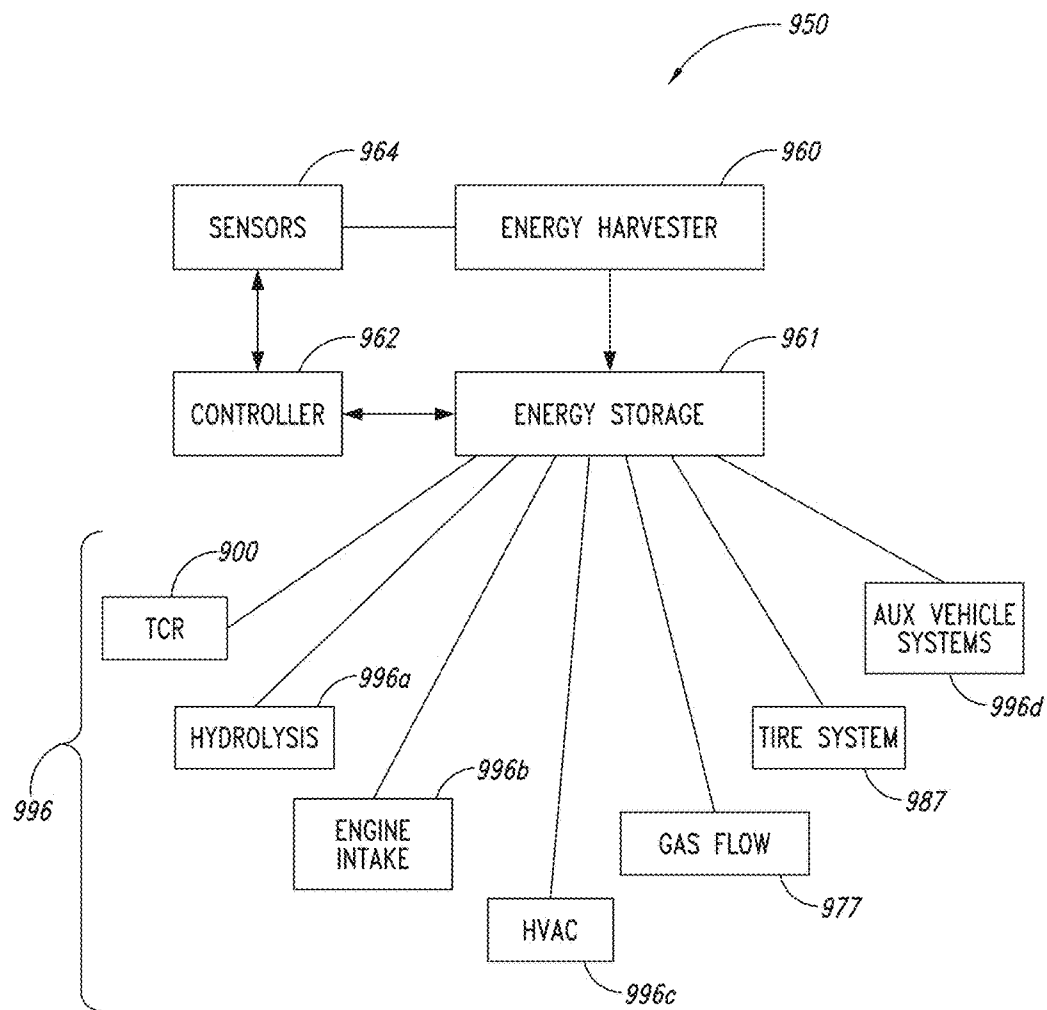 950
964
960
SENSORS
ENERGY HARVESTER
962
961
CONTROLLER
ENERGY STORAGE
900
TCR
AUX VEHICLE
SYSTEMS
996a
996d
HYDROLYSIS
TIRE SYSTEM
996b
987
996
ENGINE
INTAKE
GAS FLOW
977
HVAC
996c